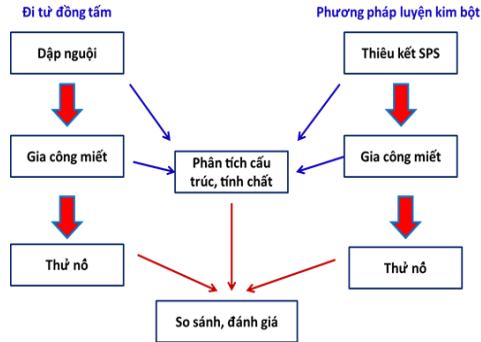 Đi từ đồng tấm
Phương pháp luyện kim bột
Dập nguội
Thiêu kết SPS
Gia công miết
Phân tích cấu
trúc, tính chất
Gia công miết
Thử nổ
Thử nổ
So sánh, đánh giá